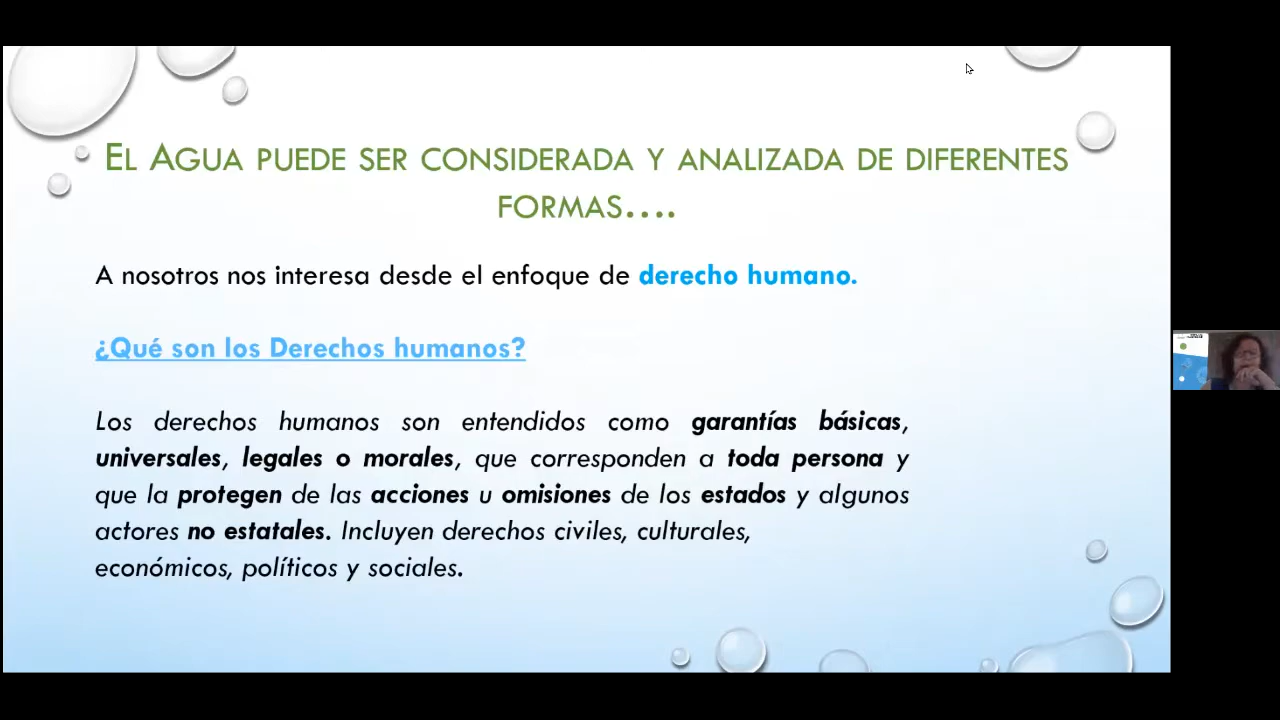 El Agua puede ser considerada y analizada de diferentes
formas....
A nosotros nos interesa desde el enfoque de derecho humano.
¿Qué son los Derechos humanos?
Los derechos humanos son entendidos como garantías básicas,
universales, legales o morales, que corresponden a toda persona y
que la protegen de las acciones u omisiones de los estados y algunos
actores no estatales. Incluyen derechos civiles, culturales,
económicos, políticos y sociales.